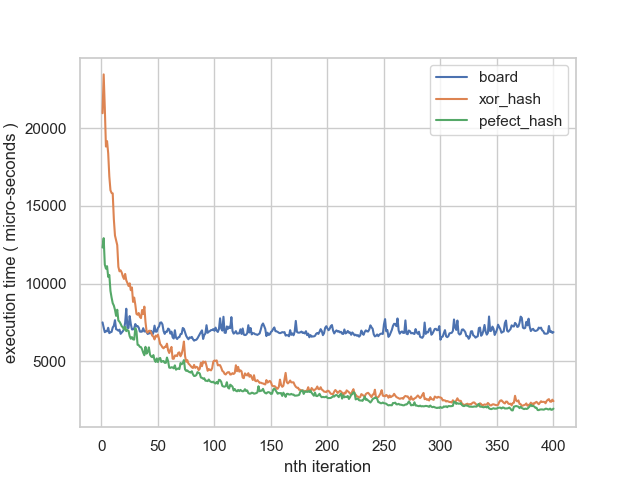 board
xor_hash
pefect_hash
execution time ( micro-seconds )
20000
15000
10000
5000
0 50 100 150 200 250 300 350 400
nth iteration